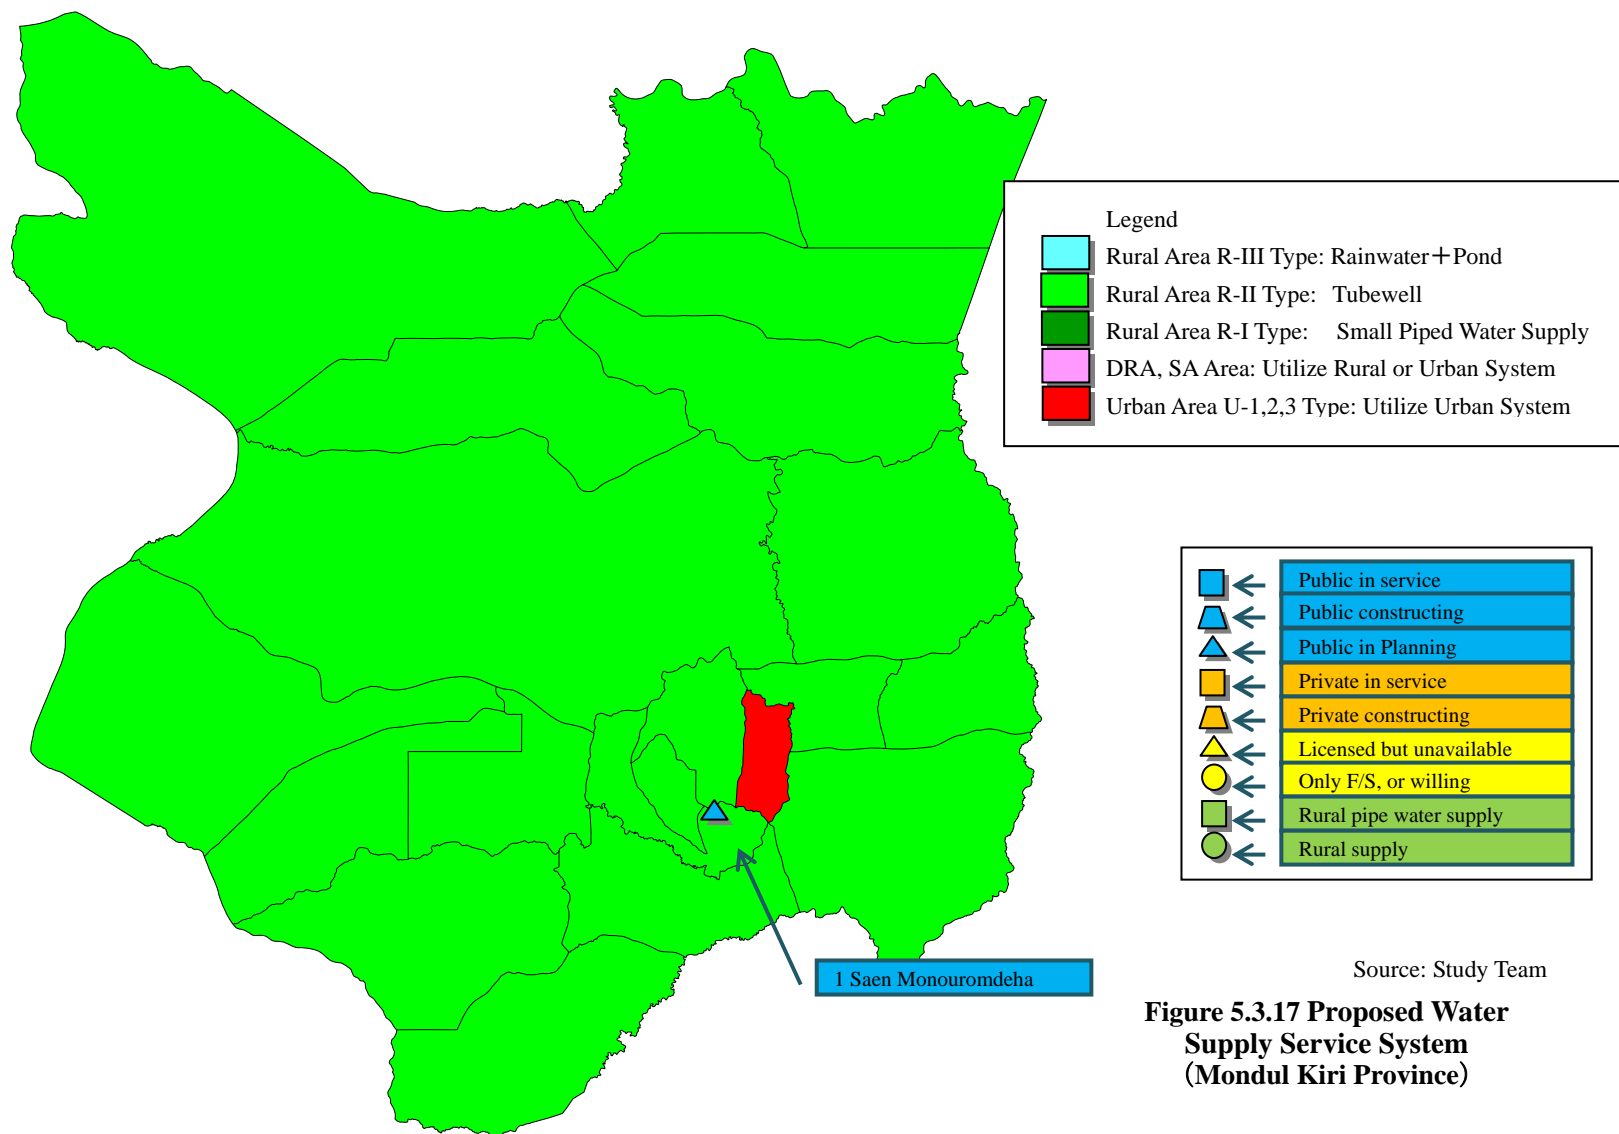 Legend
Rural Area R-III Type: Rainwater＋Pond
Rural Area R-II Type: Tubewell
Rural Area R-I Type: Small Piped Water Supply
DRA, SA Area: Utilize Rural or Urban System
Urban Area U-1,2,3 Type: Utilize Urban System
Public in service
Public constructing
Public in Planning
Private in service
Private constructing
Licensed but unavailable
Only F/S, or willing
Rural pipe water supply
Rural supply
1 Saen Monouromdeha
Source: Study Team
Figure 5.3.17 Proposed Water
Supply Service System
（Mondul Kiri Province）